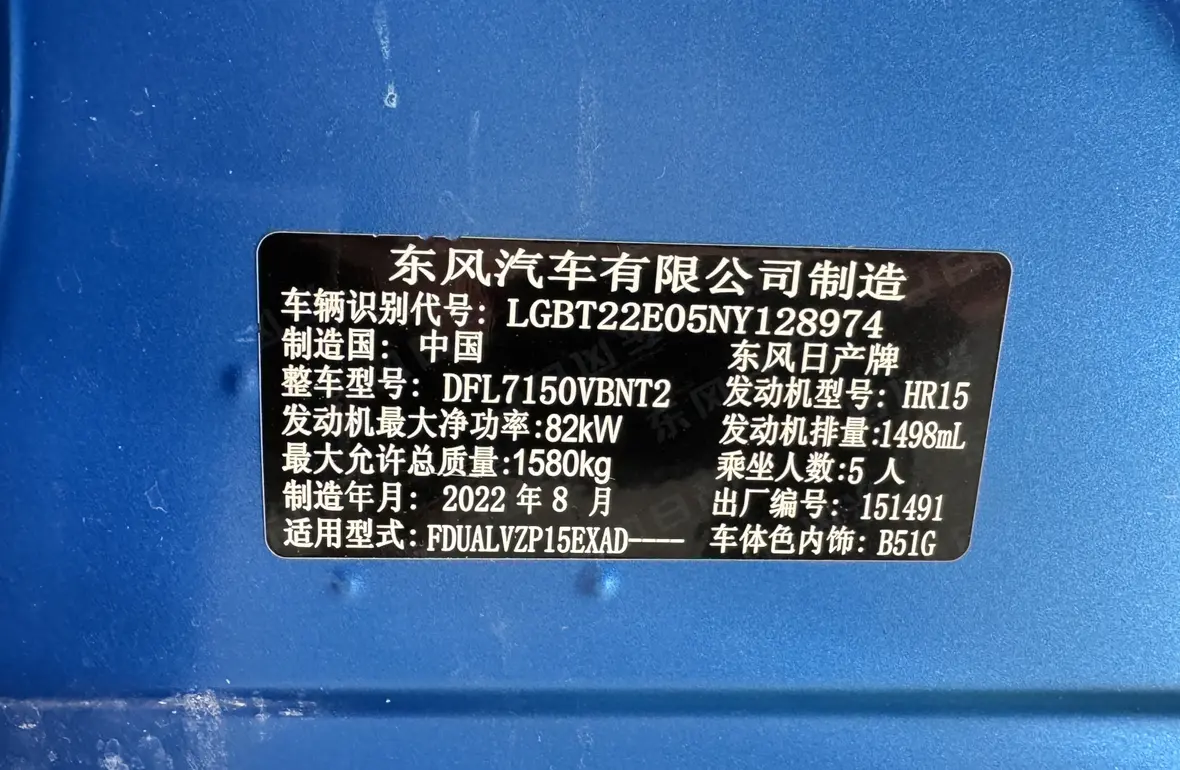 东风汽车有限公司制造
车辆识别代号：LGBT22E05NY128974
制造国：中国 东风日产牌
整车型号：DFL7150VBNT2 发动机型号：HR15
发动机最大净功率:82kW 发动机排量:1498mL
最大允许总质量:1580kg 乘坐人数:5 人
制造年月：2022 年 8 月 出厂编号：151491
适用型式：FDUALVZP15EXAD---- 车体色内饰：B51G